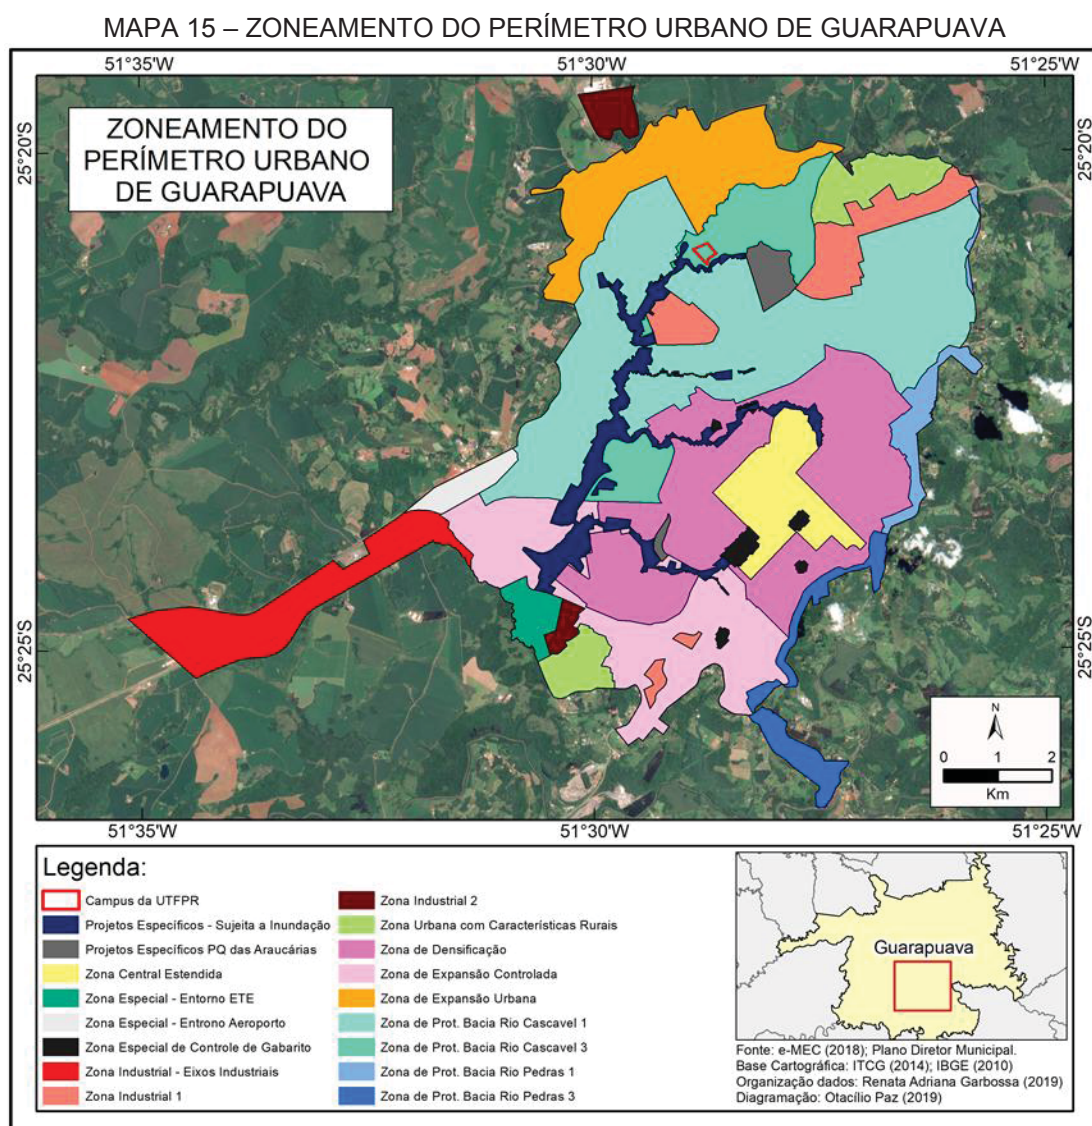 MAPA 15 – ZONEAMENTO DO PERÍMETRO URBANO DE GUARAPUAVA
51°35'W
51°30'W
51°25'W
ZONEAMENTO DO
PERÍMETRO URBANO
DE GUARAPUAVA
25°20'S
25°20'S
25°25'S
25°25'S
N
0 1 2
Km
51°35'W
51°30'W
51°25'W
Legenda:
Campus da UTFPR
Projetos Específicos - Sujeita a Inundação
Projetos Específicos PQ das Araucárias
Zona Central Estendida
Zona Especial - Entorno ETE
Zona Especial - Entrono Aeroporto
Zona Especial de Controle de Gabarito
Zona Industrial - Eixos Industriais
Zona Industrial 1
Zona Industrial 2
Zona Urbana com Características Rurais
Zona de Densificação
Zona de Expansão Controlada
Zona de Expansão Urbana
Zona de Prot. Bacia Rio Cascavel 1
Zona de Prot. Bacia Rio Cascavel 3
Zona de Prot. Bacia Rio Pedras 1
Zona de Prot. Bacia Rio Pedras 3
Guarapuava
Fonte: e-MEC (2018); Plano Diretor Municipal.
Base Cartográfica: ITCG (2014); IBGE (2010)
Organização dados: Renata Adriana Garbossa (2019)
Diagramação: Otacílio Paz (2019)